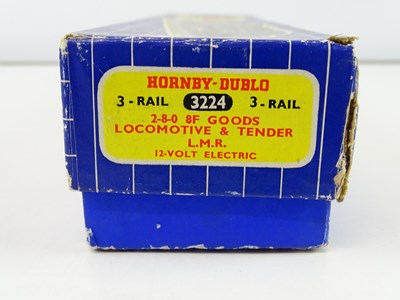 HORNBY-DUBLO
3 - RAIL 3224 3 - RAIL
2-8-0 8F GOODS
LOCOMOTIVE & TENDER
L.M.R.
12-VOLT ELECTRIC